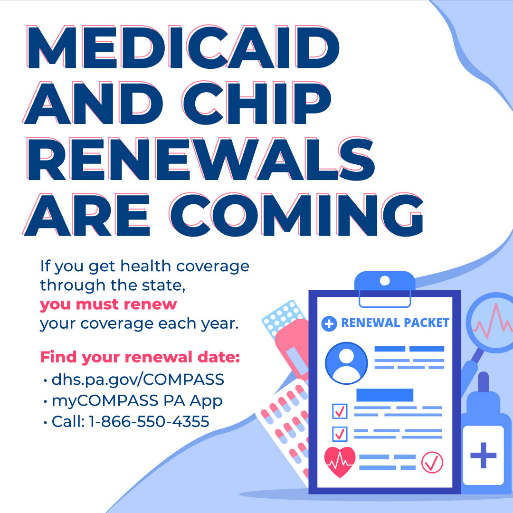 MEDICAID
AND CHIP
RENEWALS
ARE COMING
If you get health coverage
through the state,
you must renew
your coverage each year.
Find your renewal date:
• dhs.pa.gov/COMPASS
• myCOMPASS PA App
• Call: 1-866-550-4355
RENEWAL PACKET